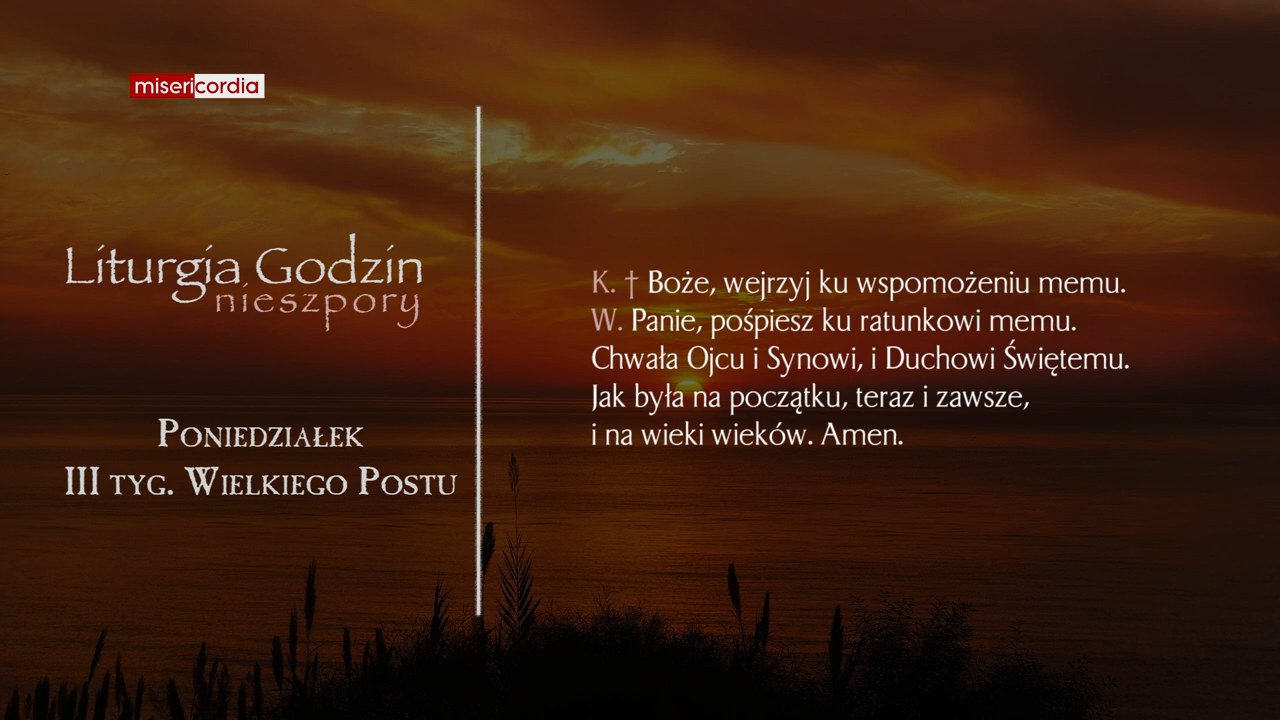 misericordia
Liturgia Godzin
nieszpory
Poniedziałek
III tyg. Wielkiego Postu
K. † Boże, wejrzyj ku wspomożeniu memu.
W. Panie, pośpiesz ku ratunkowi memu.
Chwała Ojcu i Synowi, i Duchowi Świętemu.
Jak była na początku, teraz i zawsze,
i na wieki wieków. Amen.